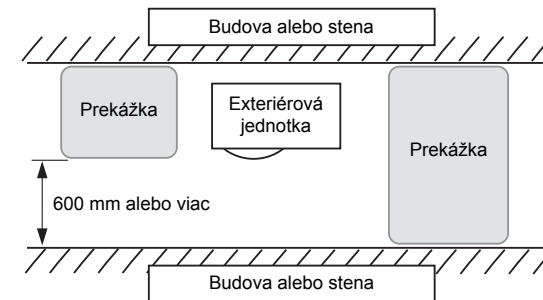 Budova alebo stena
Prekážka
Exteriérová
jednotka
Prekážka
600 mm alebo viac
Budova alebo stena